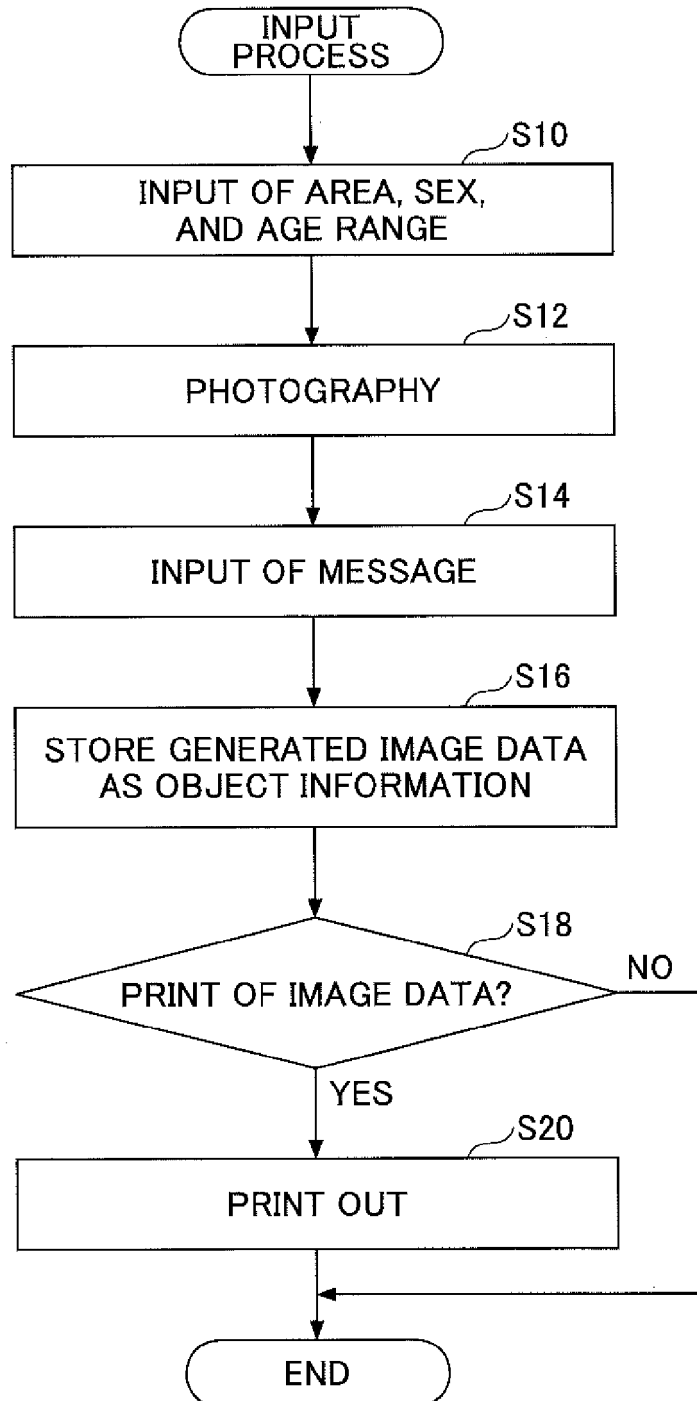 INPUT
PROCESS
S10
INPUT OF AREA, SEX,
AND AGE RANGE
S12
PHOTOGRAPHY
S14
INPUT OF MESSAGE
S16
STORE GENERATED IMAGE DATA
AS OBJECT INFORMATION
S18
PRINT OF IMAGE DATA?
NO
YES
S20
PRINT OUT
END